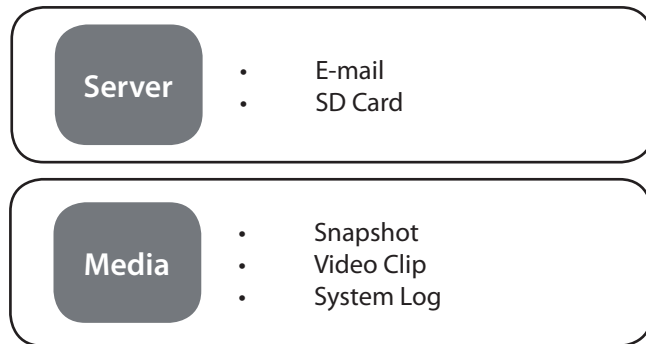 Server
• E-mail
• SD Card
Media
• Snapshot
• Video Clip
• System Log